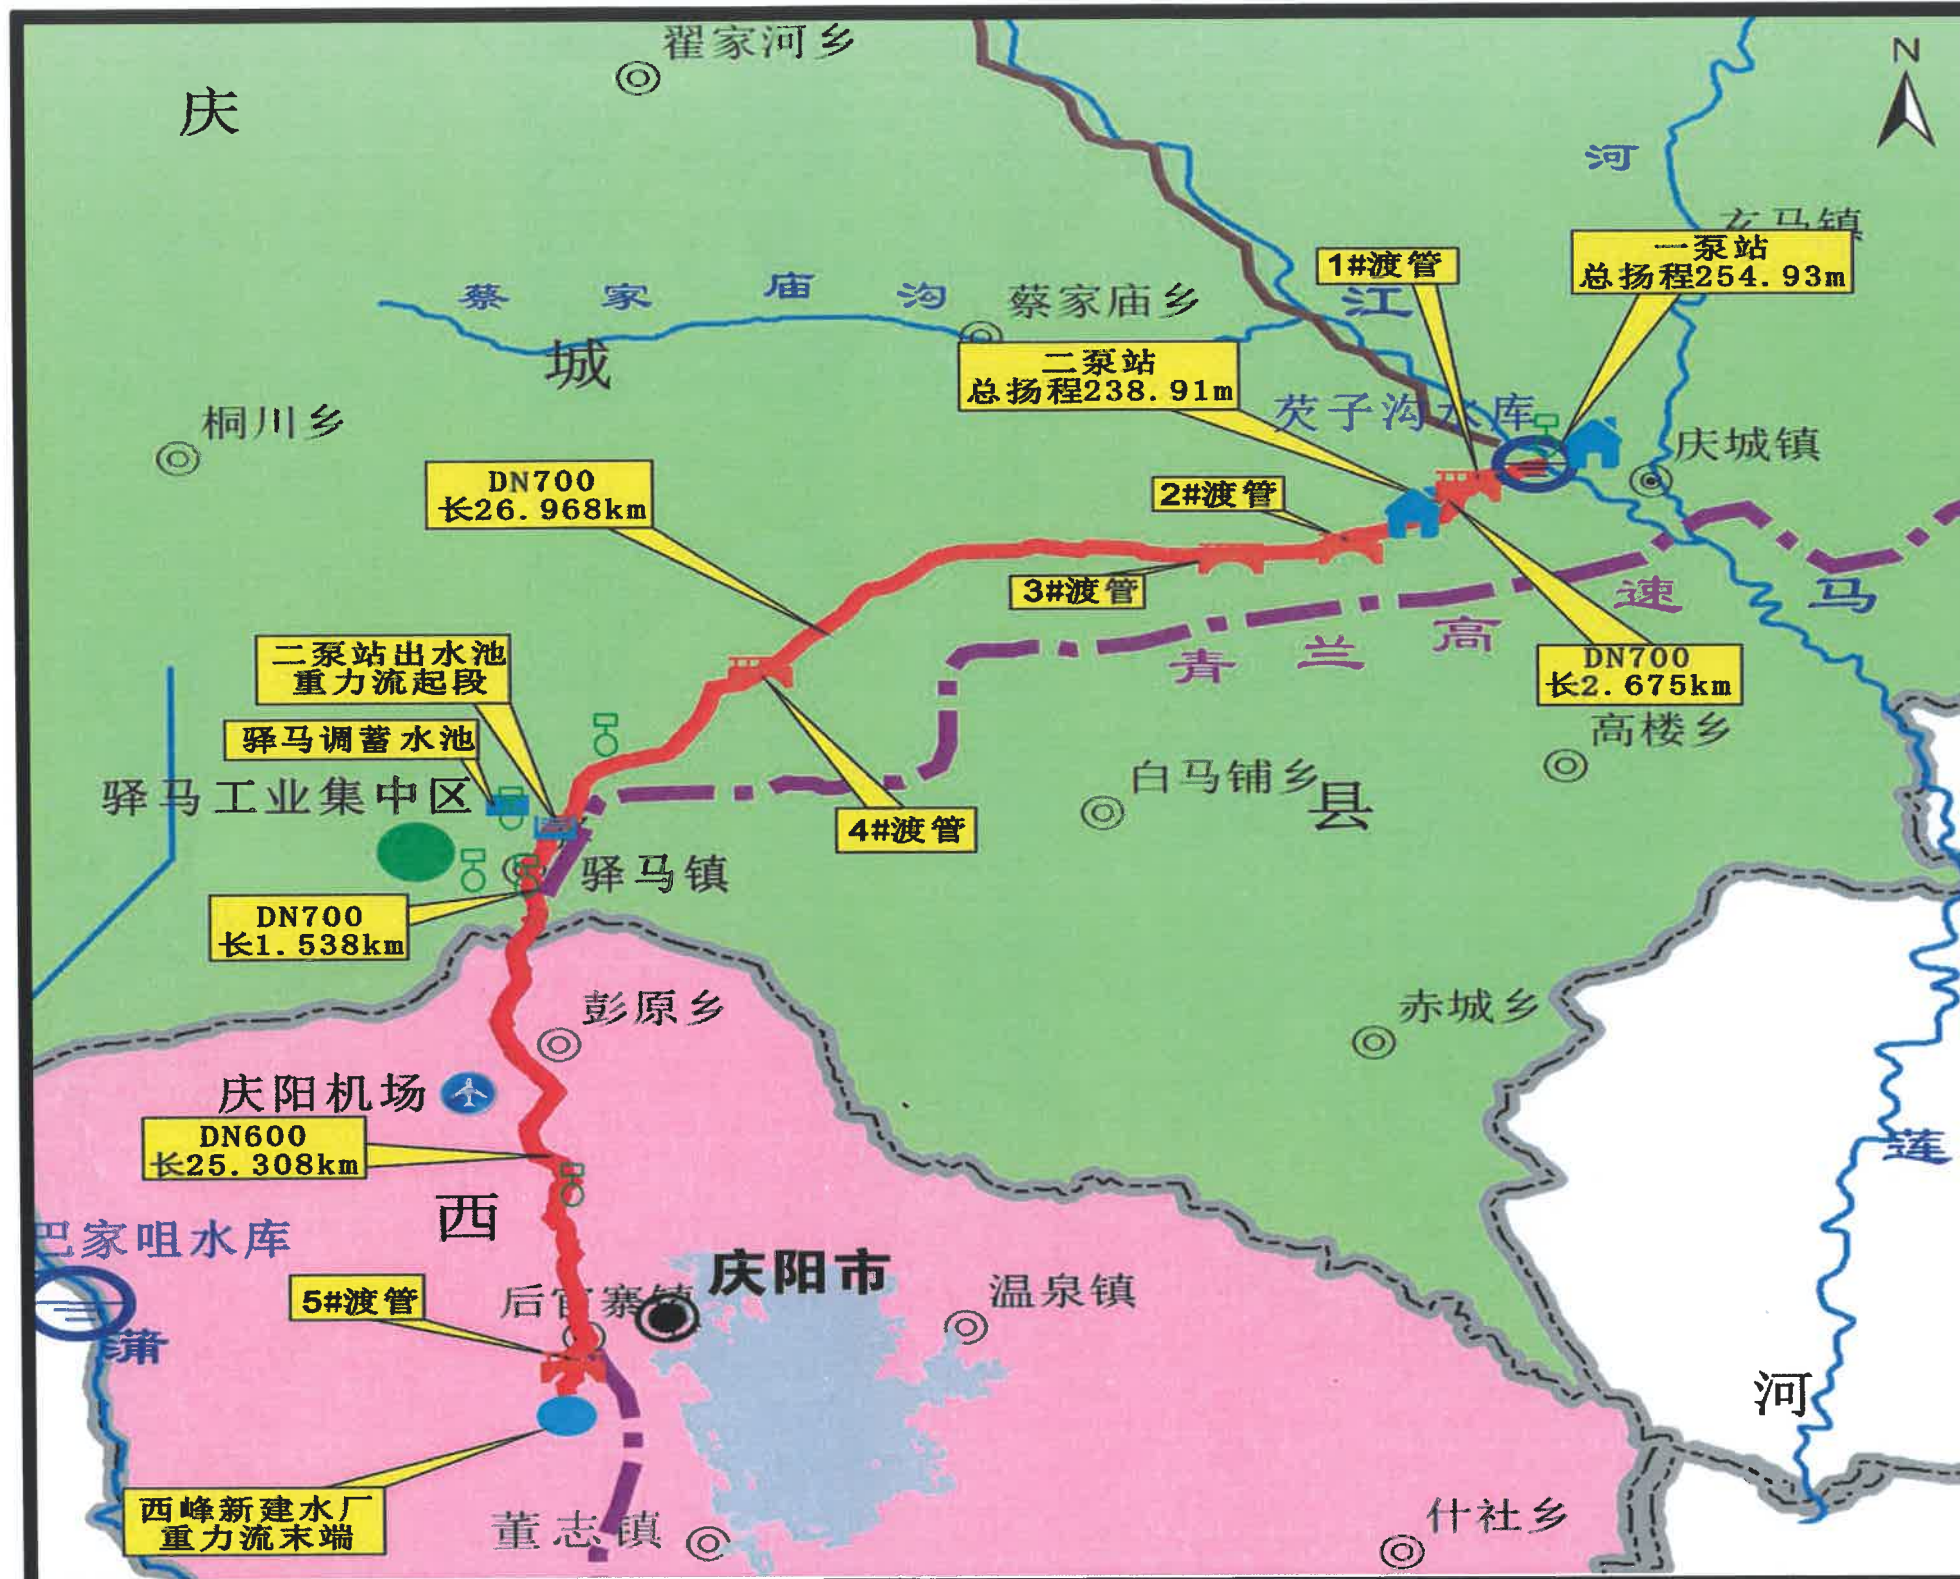 翟家河乡
N
庆
河
玄马镇
一泵站
总扬程254.93m
1#渡管
江
蔡家庙沟
蔡家庙乡
城
二泵站
总扬程238.91m
芡子沟水库
桐川乡
庆城镇
DN700
长26.968km
2#渡管
3#渡管
速
马
青兰高
二泵站出水池
重力流起段
DN700
长2.675km
驿马调蓄水池
高楼乡
驿马工业集中区
白马铺乡
县
4#渡管
驿马镇
DN700
长1.538km
彭原乡
赤城乡
庆阳机场
DN600
长25.308km
莲
西
巴家咀水库
庆阳市
5#渡管
后官寨镇
温泉镇
蒲
河
西峰新建水厂
重力流末端
董志镇
什社乡